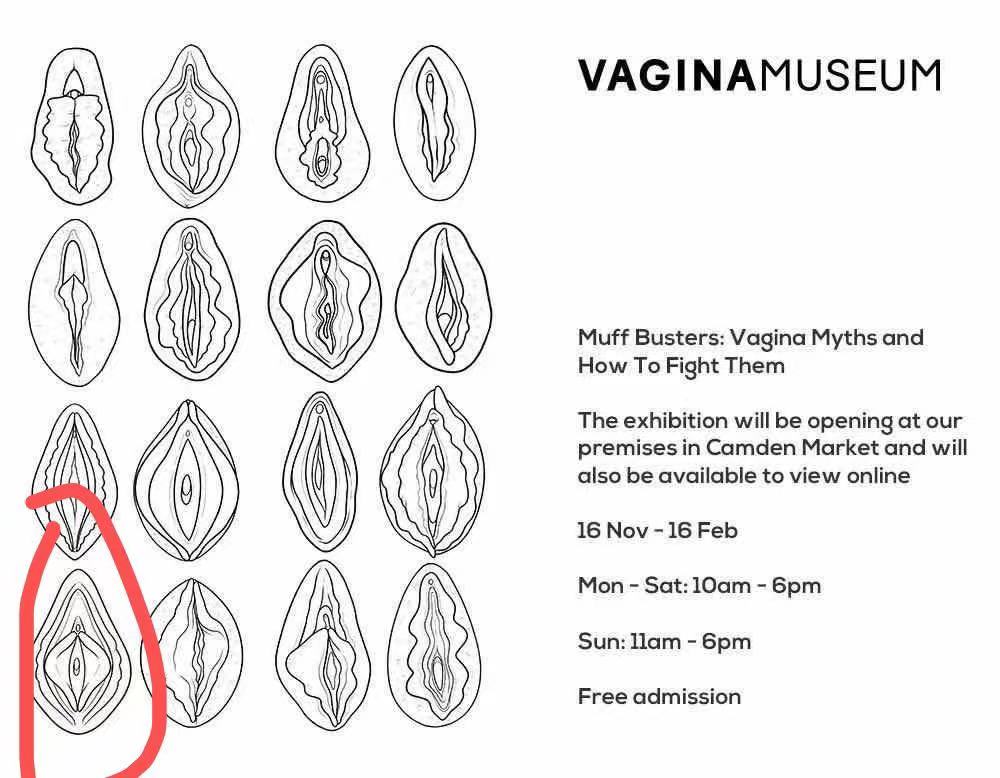 VAGINAMUSEUM
Muff Busters: Vagina Myths and
How To Fight Them
The exhibition will be opening at our
premises in Camden Market and will
also be available to view online
16 Nov - 16 Feb
Mon - Sat: 10am - 6pm
Sun: 11am - 6pm
Free admission